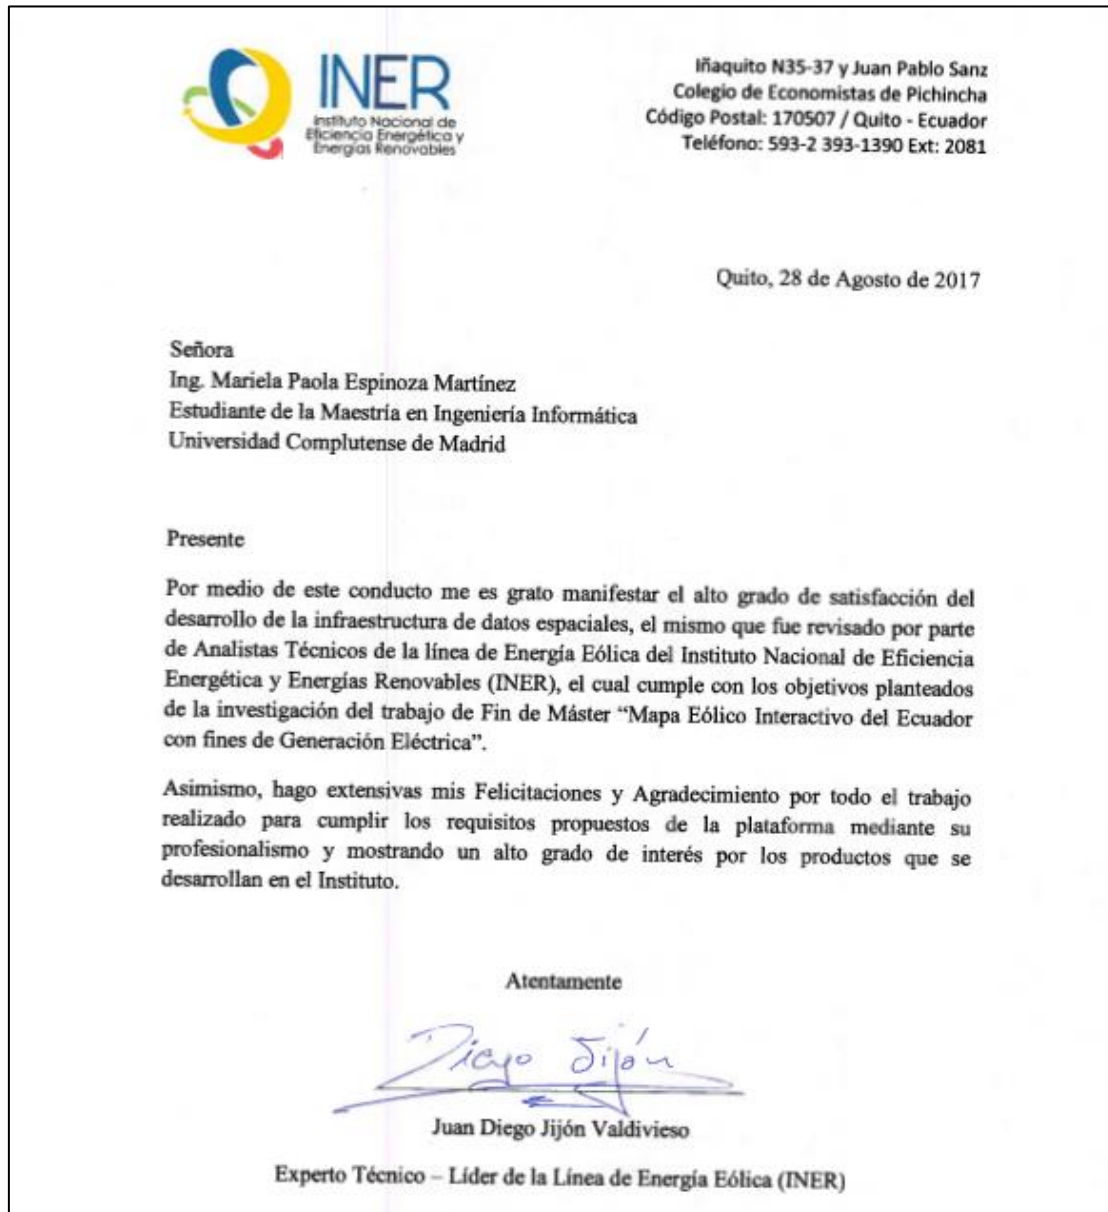 INER
Instituto Nacional de
Eficiencia Energética y
Energías Renovables
Iñaquito N35-37 y Juan Pablo Sanz
Colegio de Economistas de Pichincha
Código Postal: 170507 / Quito - Ecuador
Teléfono: 593-2 393-1390 Ext: 2081
Quito, 28 de Agosto de 2017
Señora
Ing. Mariela Paola Espinoza Martínez
Estudiante de la Maestría en Ingeniería Informática
Universidad Complutense de Madrid
Presente
Por medio de este conducto me es grato manifestar el alto grado de satisfacción del
desarrollo de la infraestructura de datos espaciales, el mismo que fue revisado por parte
de Analistas Técnicos de la línea de Energía Eólica del Instituto Nacional de Eficiencia
Energética y Energías Renovables (INER), el cual cumple con los objetivos planteados
de la investigación del trabajo de Fin de Máster “Mapa Eólico Interactivo del Ecuador
con fines de Generación Eléctrica”.
Asimismo, hago extensivas mis Felicitaciones y Agradecimiento por todo el trabajo
realizado para cumplir los requisitos propuestos de la plataforma mediante su
profesionalismo y mostrando un alto grado de interés por los productos que se
desarrollan en el Instituto.
Atentamente
Diego Jijón
Juan Diego Jijón Valdivieso
Experto Técnico – Líder de la Línea de Energía Eólica (INER)